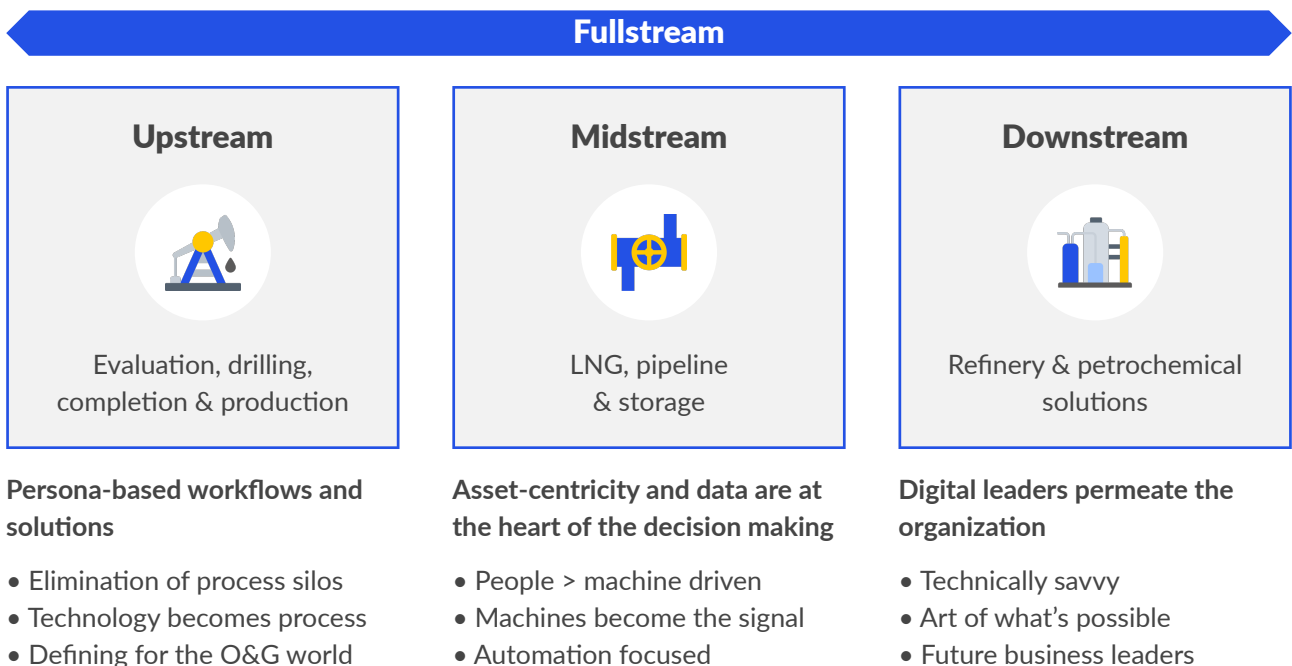 Fullstream
Upstream
Evaluation, drilling,
completion & production
Persona-based workflows and
solutions
• Elimination of process silos
• Technology becomes process
• Defining for the O&G world
Midstream
LNG, pipeline
& storage
Asset-centricity and data are at
the heart of the decision making
• People > machine driven
• Machines become the signal
• Automation focused
Downstream
Refinery & petrochemical
solutions
Digital leaders permeate the
organization
• Technically savvy
• Art of what’s possible
• Future business leaders